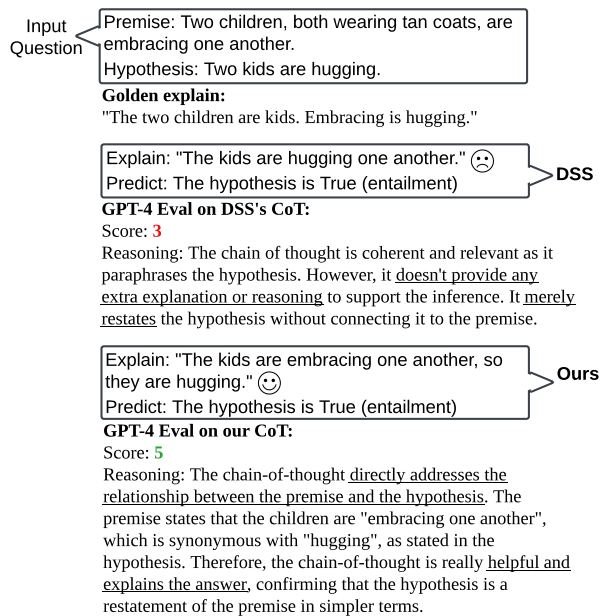 Input
Question
Premise: Two children, both wearing tan coats, are
embracing one another.
Hypothesis: Two kids are hugging.
Golden explain:
"The two children are kids. Embracing is hugging."
Explain: "The kids are hugging one another."
Predict: The hypothesis is True (entailment)
DSS
GPT-4 Eval on DSS's CoT:
Score: 3
Reasoning: The chain of thought is coherent and relevant as it
paraphrases the hypothesis. However, it doesn't provide any
extra explanation or reasoning to support the inference. It merely
restates the hypothesis without connecting it to the premise.
Explain: "The kids are embracing one another, so
they are hugging."
Predict: The hypothesis is True (entailment)
Ours
GPT-4 Eval on our CoT:
Score: 5
Reasoning: The chain-of-thought directly addresses the
relationship between the premise and the hypothesis. The
premise states that the children are "embracing one another",
which is synonymous with "hugging", as stated in the
hypothesis. Therefore, the chain-of-thought is really helpful and
explains the answer, confirming that the hypothesis is a
restatement of the premise in simpler terms.